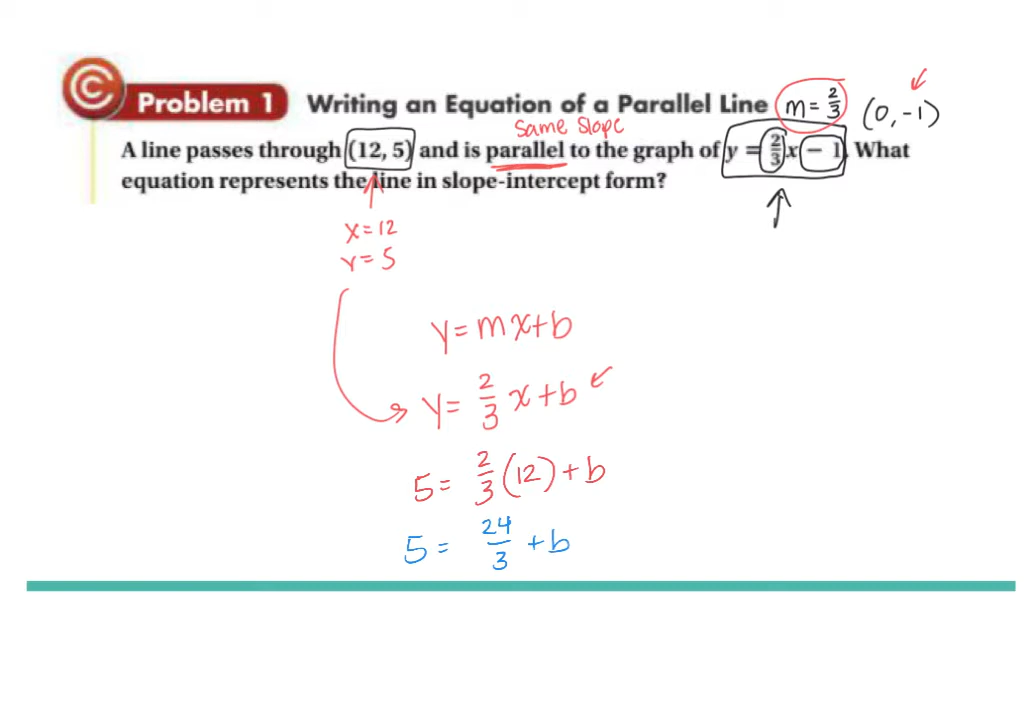 © Problem 1 Writing an Equation of a Parallel Line m = 2/3 (0, -1)
same slope
A line passes through (12, 5) and is parallel to the graph of y = 2/3 x - 1. What
equation represents the line in slope-intercept form?
x = 12
y = 5
y = mx + b
y = 2/3 x + b
5 = 2/3 (12) + b
5 = 24/3 + b